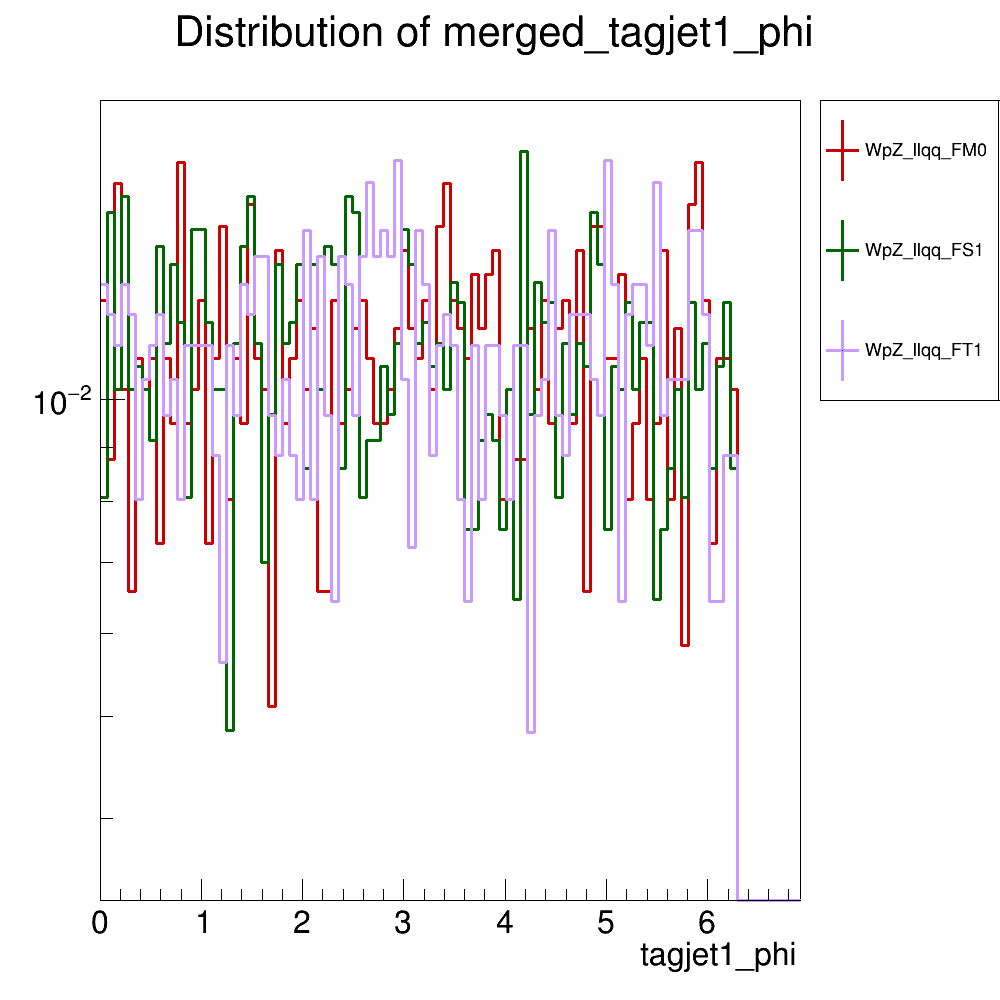 Distribution of merged_tagjet1_phi
WpZ_llqq_FM0
WpZ_llqq_FS1
WpZ_llqq_FT1
10−2
0 1 2 3 4 5 6
tagjet1_phi